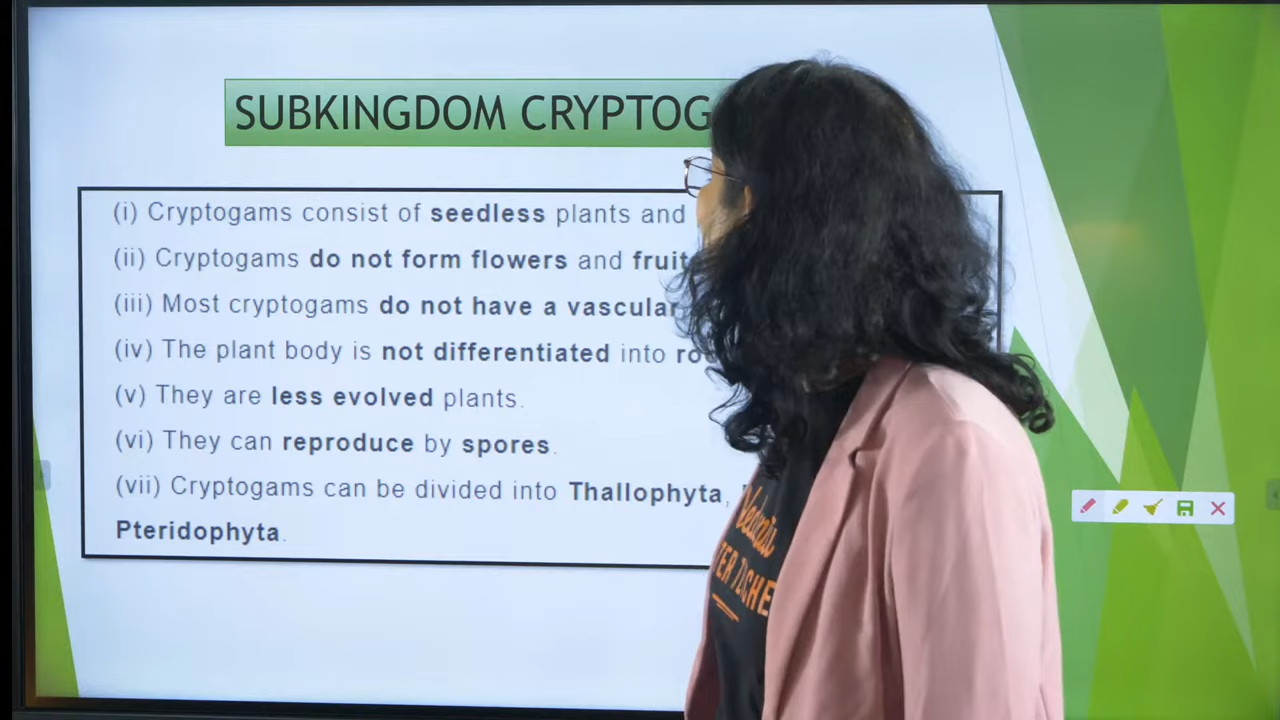 SUBKINGDOM CRYPTOG
(i) Cryptogams consist of seedless plants and
(ii) Cryptogams do not form flowers and fruit
(iii) Most cryptogams do not have a vascular
(iv) The plant body is not differentiated into
(v) They are less evolved plants.
(vi) They can reproduce by spores.
(vii) Cryptogams can be divided into Thallophyta,
Pteridophyta.